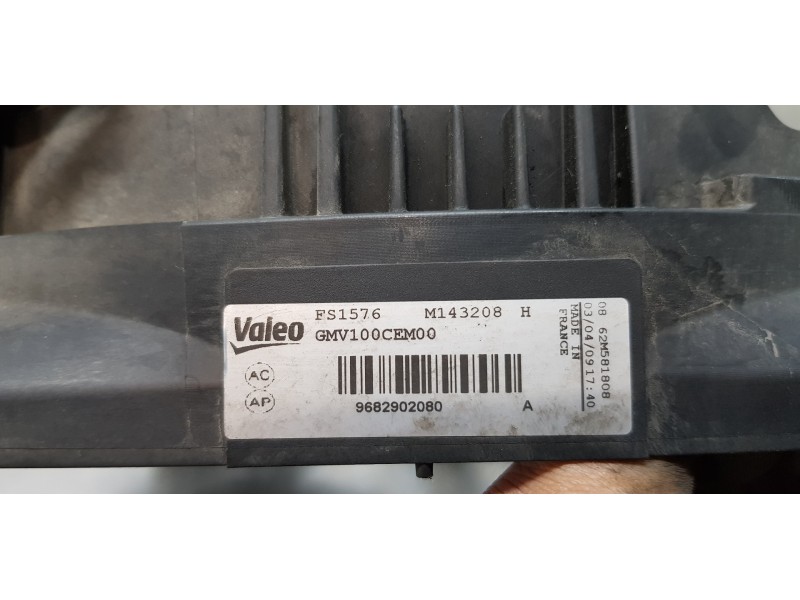 Valeo
FS1576 M143208 H
GMV100CEM00
AC
AP
9682902080 A
MADE IN
FRANCE
08 62M581808
03/04/09 17:40